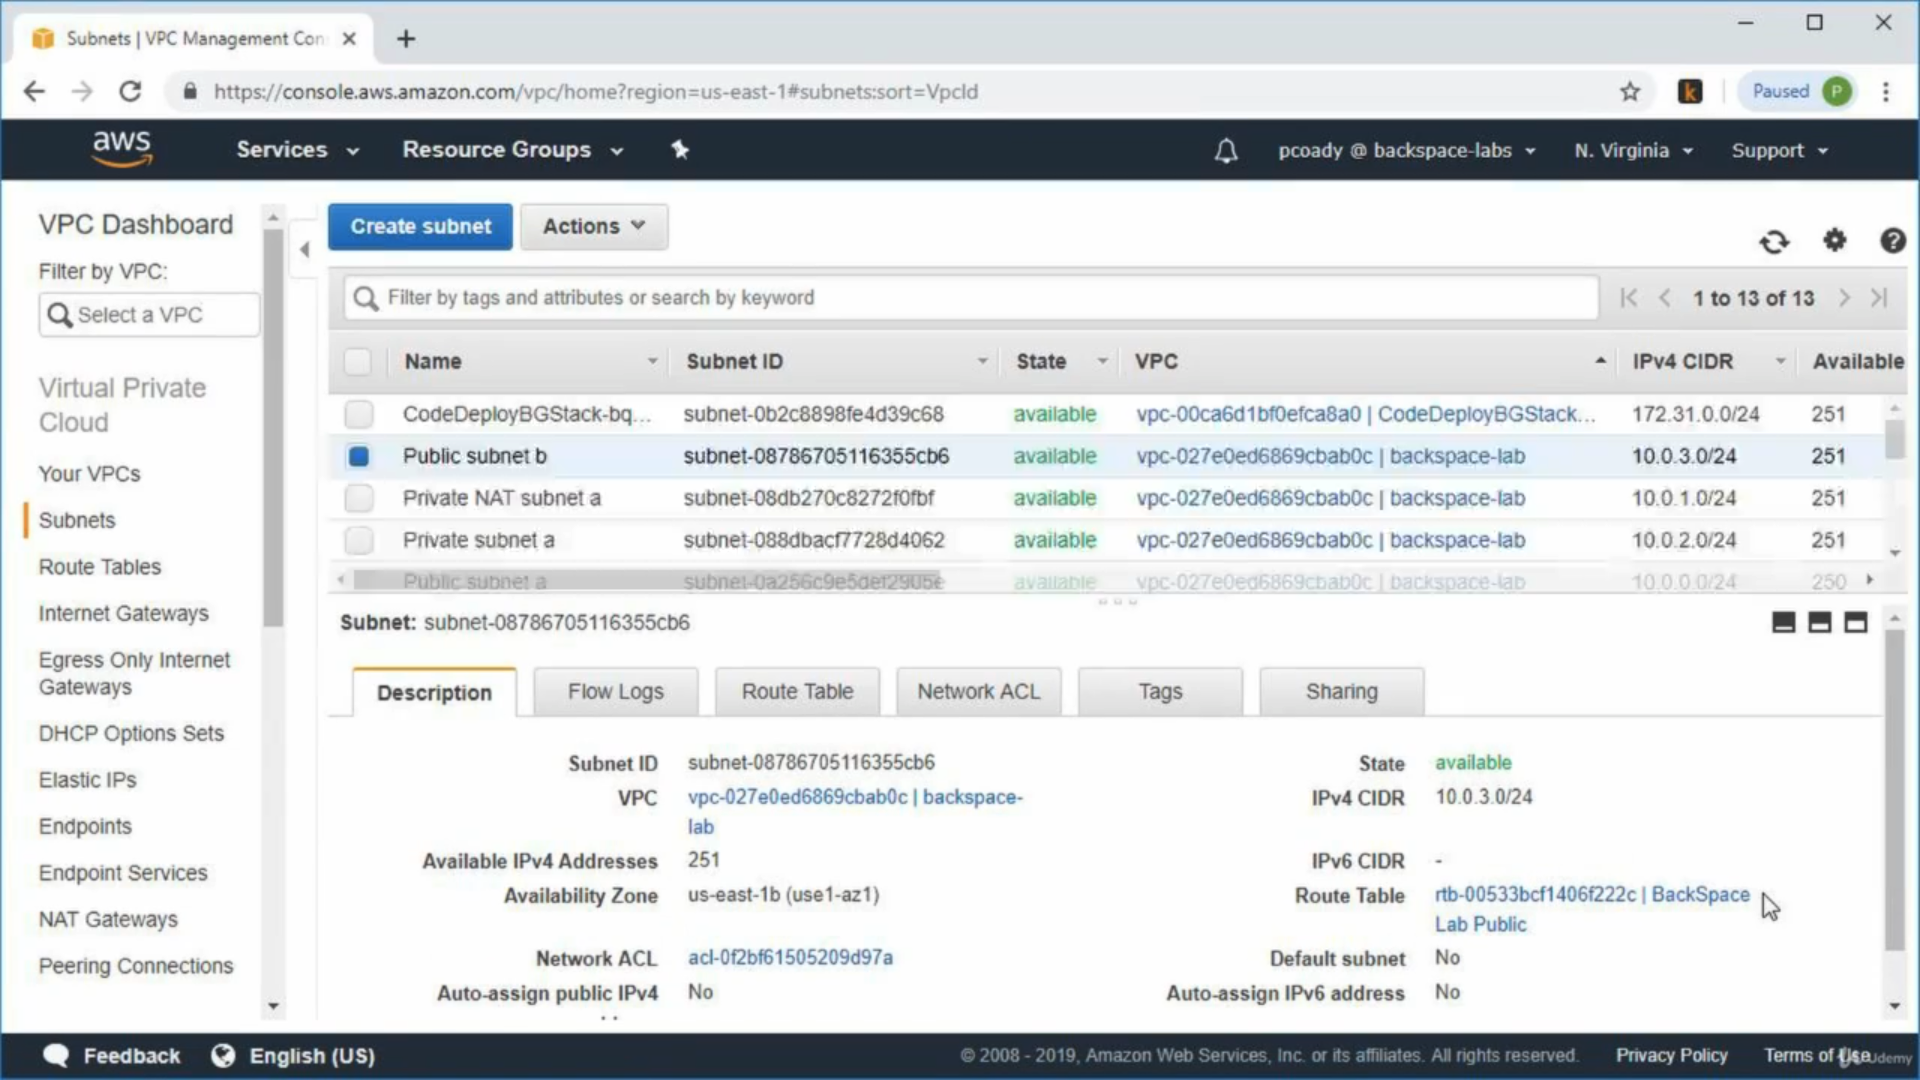 Subnets | VPC Management Con
https://console.aws.amazon.com/vpc/home?region=us-east-1#subnets:sort=VpcId
k
Paused
P
aws
Services
Resource Groups
pcoady @ backspace-labs
N. Virginia
Support
VPC Dashboard
Filter by VPC:
Select a VPC
Virtual Private
Cloud
Your VPCs
Subnets
Route Tables
Internet Gateways
Egress Only Internet
Gateways
DHCP Options Sets
Elastic IPs
Endpoints
Endpoint Services
NAT Gateways
Peering Connections
Create subnet
Actions
Filter by tags and attributes or search by keyword
1 to 13 of 13
Name Subnet ID State VPC IPv4 CIDR Available
CodeDeployBGStack-bq... subnet-0b2c8898fe4d39c68 available vpc-00ca6d1bf0efca8a0 | CodeDeployBGStack... 172.31.0.0/24 251
Public subnet b subnet-08786705116355cb6 available vpc-027e0ed6869cbab0c | backspace-lab 10.0.3.0/24 251
Private NAT subnet a subnet-08db270c8272f0fbf available vpc-027e0ed6869cbab0c | backspace-lab 10.0.1.0/24 251
Private subnet a subnet-088dbacf7728d4062 available vpc-027e0ed6869cbab0c | backspace-lab 10.0.2.0/24 251
Public subnet a subnet-0a256c9e5def2905e available vpc-027e0ed6869cbab0c | backspace-lab 10.0.0.0/24 250
Subnet: subnet-08786705116355cb6
Description
Flow Logs
Route Table
Network ACL
Tags
Sharing
Subnet ID subnet-08786705116355cb6 State available
VPC vpc-027e0ed6869cbab0c | backspace- IPv4 CIDR 10.0.3.0/24
lab
Available IPv4 Addresses 251 IPv6 CIDR -
Availability Zone us-east-1b (use1-az1) Route Table rtb-00533bcf1406f222c | BackSpace
Lab Public
Network ACL acl-0f2bf61505209d97a Default subnet No
Auto-assign public IPv4 No Auto-assign IPv6 address No
Feedback
English (US)
© 2008 - 2019, Amazon Web Services, Inc. or its affiliates. All rights reserved.
Privacy Policy
Terms of Use
Udemy